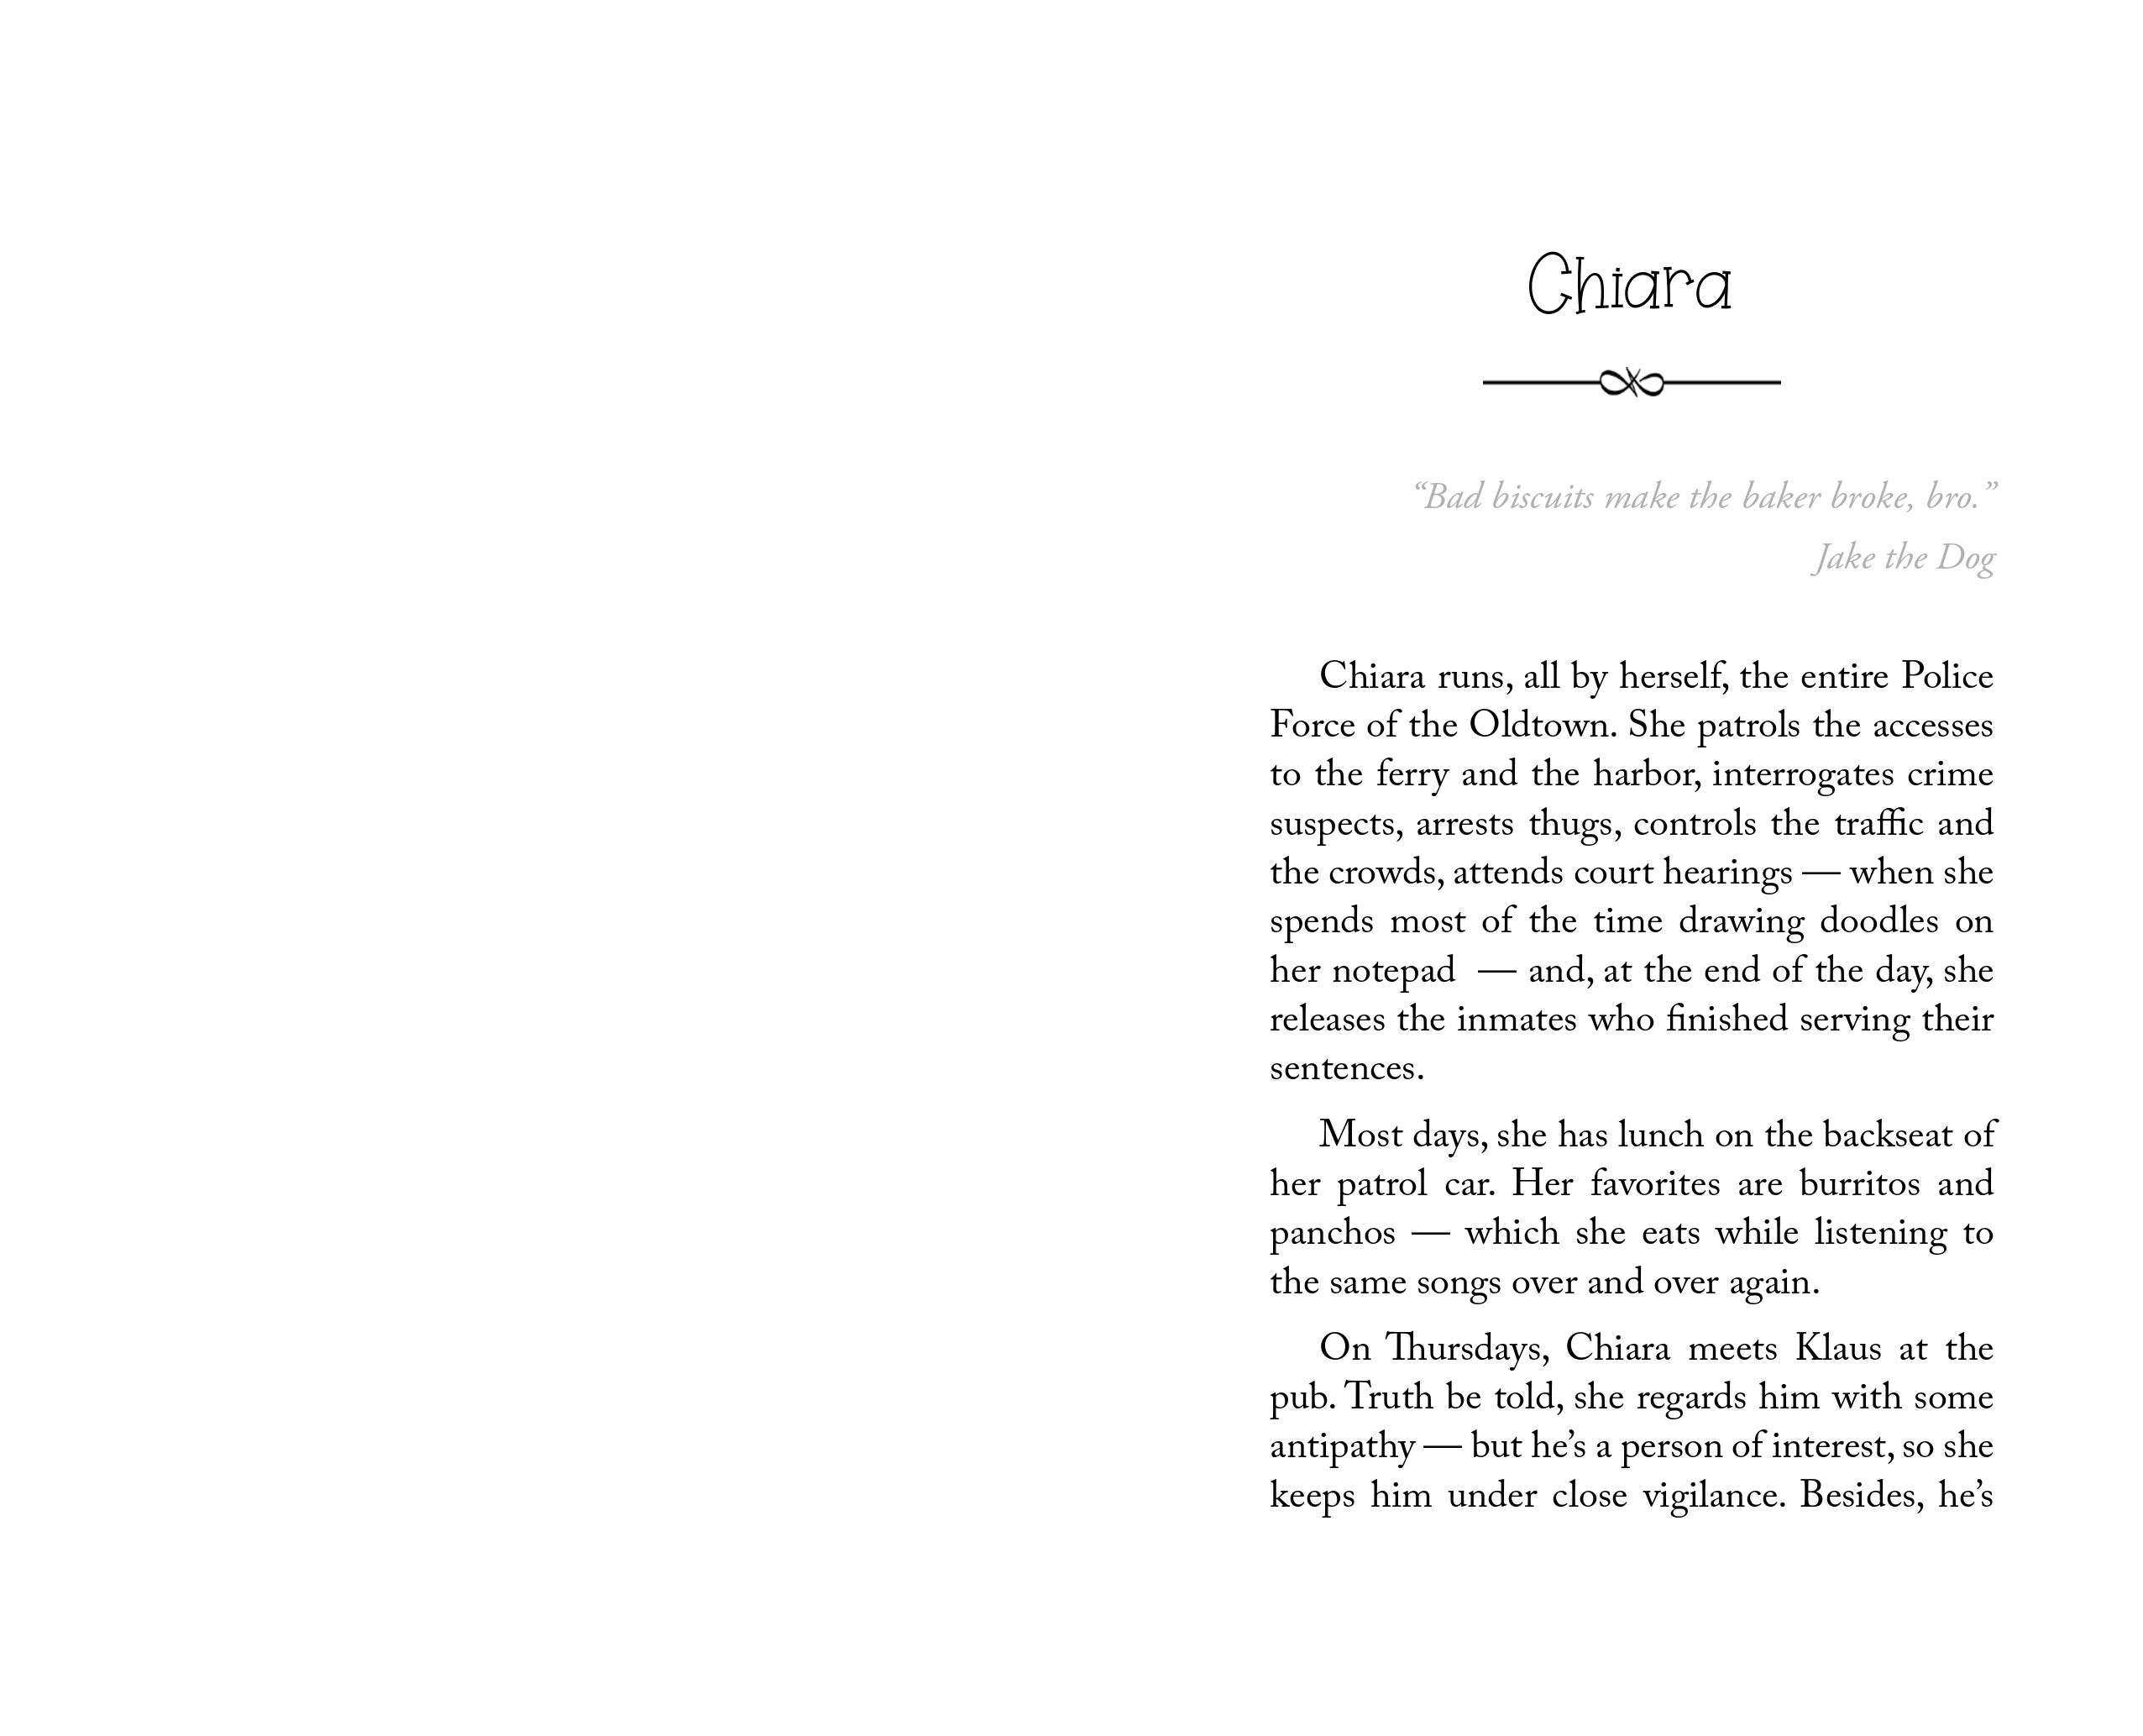 Chiara
“Bad biscuits make the baker broke, bro.”
Jake the Dog
Chiara runs, all by herself, the entire Police
Force of the Oldtown. She patrols the accesses
to the ferry and the harbor, interrogates crime
suspects, arrests thugs, controls the traffic and
the crowds, attends court hearings — when she
spends most of the time drawing doodles on
her notepad — and, at the end of the day, she
releases the inmates who finished serving their
sentences.
Most days, she has lunch on the backseat of
her patrol car. Her favorites are burritos and
panchos — which she eats while listening to
the same songs over and over again.
On Thursdays, Chiara meets Klaus at the
pub. Truth be told, she regards him with some
antipathy — but he’s a person of interest, so she
keeps him under close vigilance. Besides, he’s